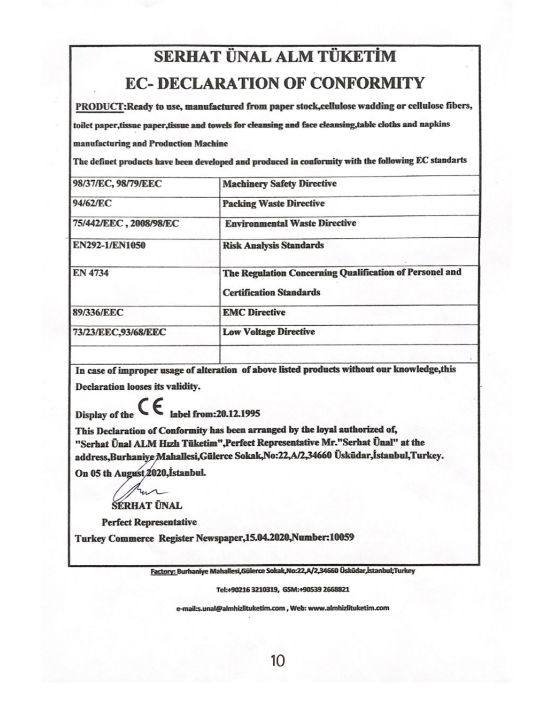 SERHAT ÜNAL ALM TÜKETİM
EC- DECLARATION OF CONFORMITY
PRODUCT:Ready to use, manufactured from paper stock,cellulose wadding or cellulose fibers,
toilet paper,tissue paper,tissue and towels for cleansing and face cleansing,table cloths and napkins
manufacturing and Production Machine
The definet products have been developed and produced in conformity with the following EC standarts
98/37/EC, 98/79/EEC Machinery Safety Directive
94/62/EC Packing Waste Directive
75/442/EEC , 2008/98/EC Environmental Waste Directive
EN292-1/EN1050 Risk Analysis Standards
EN 4734 The Regulation Concerning Qualification of Personel and
Certification Standards
89/336/EEC EMC Directive
73/23/EEC,93/68/EEC Low Voltage Directive
In case of improper usage of alteration of above listed products without our knowledge,this
Declaration looses its validity.
Display of the CE label from:20.12.1995
This Declaration of Conformity has been arranged by the loyal authorized of,
"Serhat Ünal ALM Hızlı Tüketim",Perfect Representative Mr."Serhat Ünal" at the
address,Burhaniye Mahallesi,Gülerce Sokak,No:22,A/2,34660 Üsküdar,İstanbul,Turkey.
On 05 th August,2020,İstanbul.
SERHAT ÜNAL
Perfect Representative
Turkey Commerce Register Newspaper,15.04.2020,Number:10059
Factory: Burhaniye Mahallesi,Gülerce Sokak,No:22,A/2,34660 Üsküdar,İstanbul;Turkey
Tel:+90216 3210319, GSM:+90539 2668821
e-mail:s.unal@almhizlituketim.com , Web: www.almhizlituketim.com
10